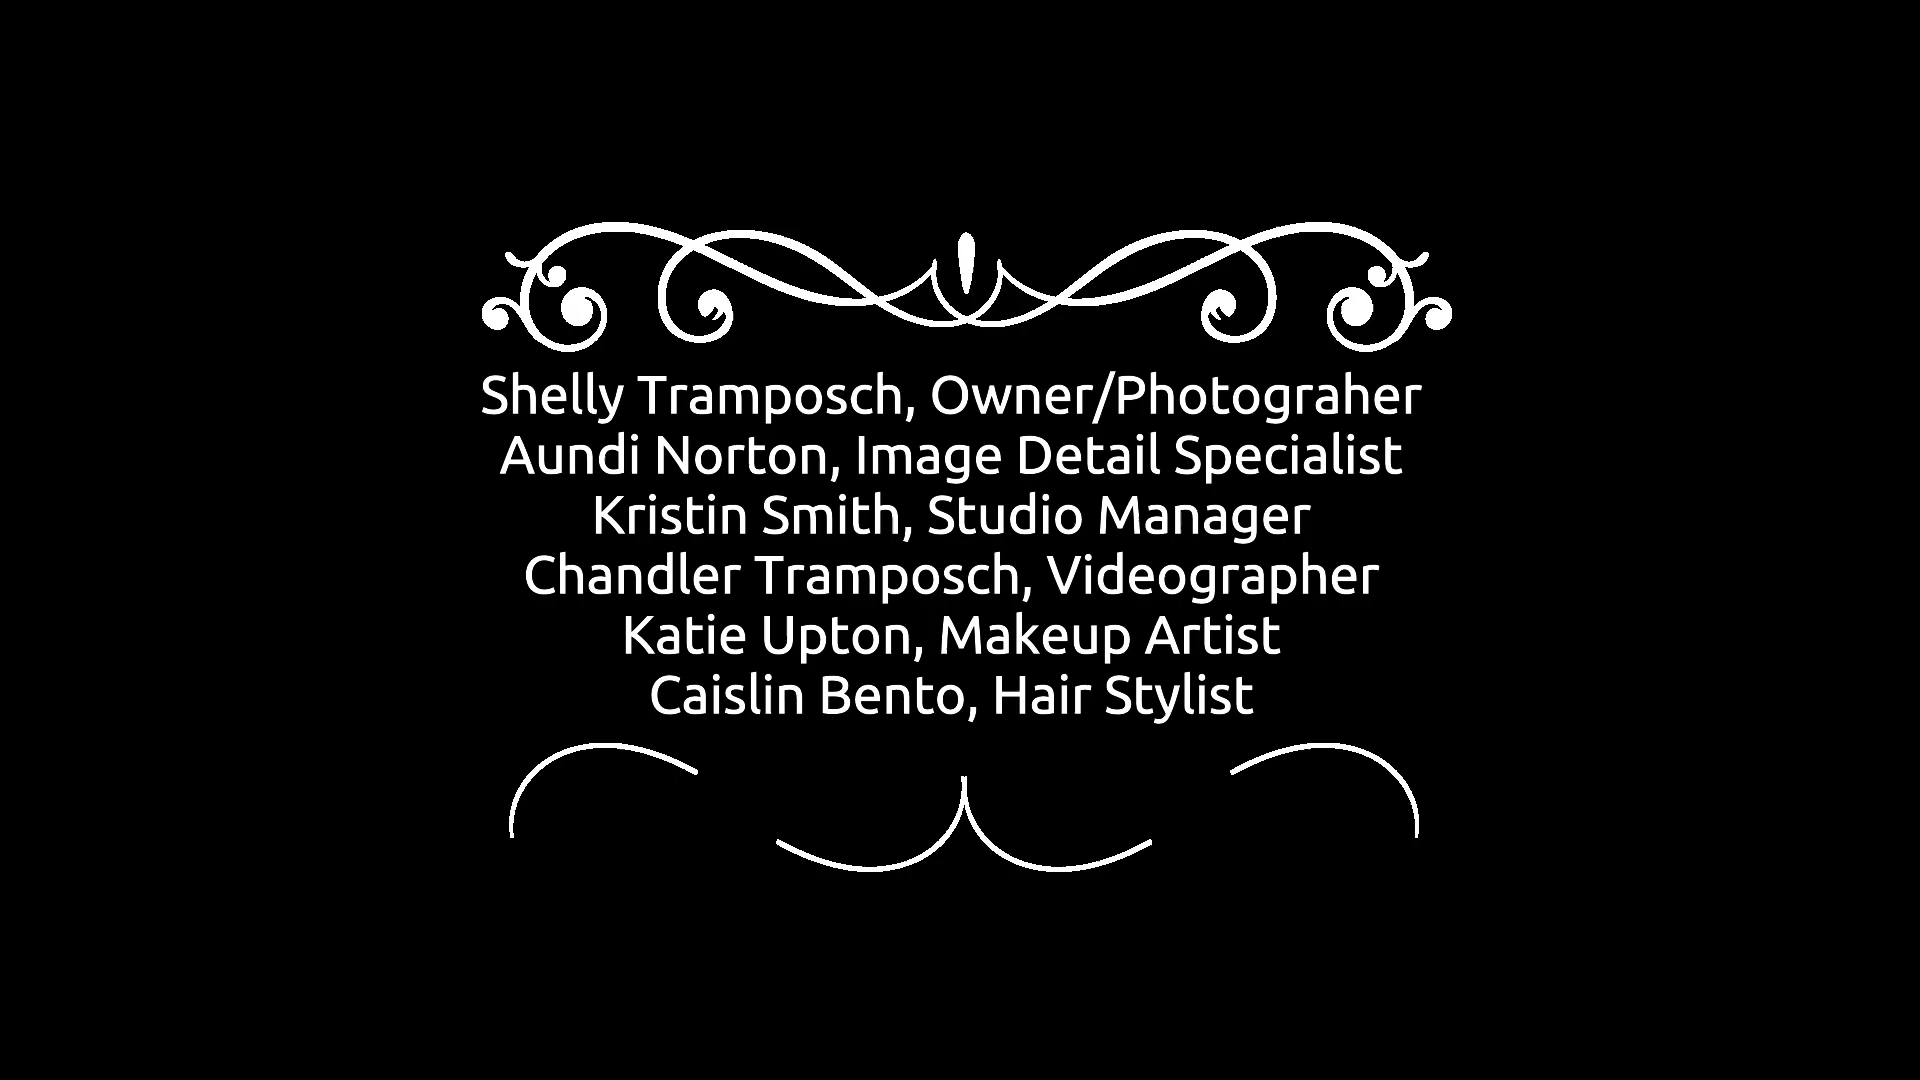 Shelly Tramposch, Owner/Photograher
Aundi Norton, Image Detail Specialist
Kristin Smith, Studio Manager
Chandler Tramposch, Videographer
Katie Upton, Makeup Artist
Caislin Bento, Hair Stylist